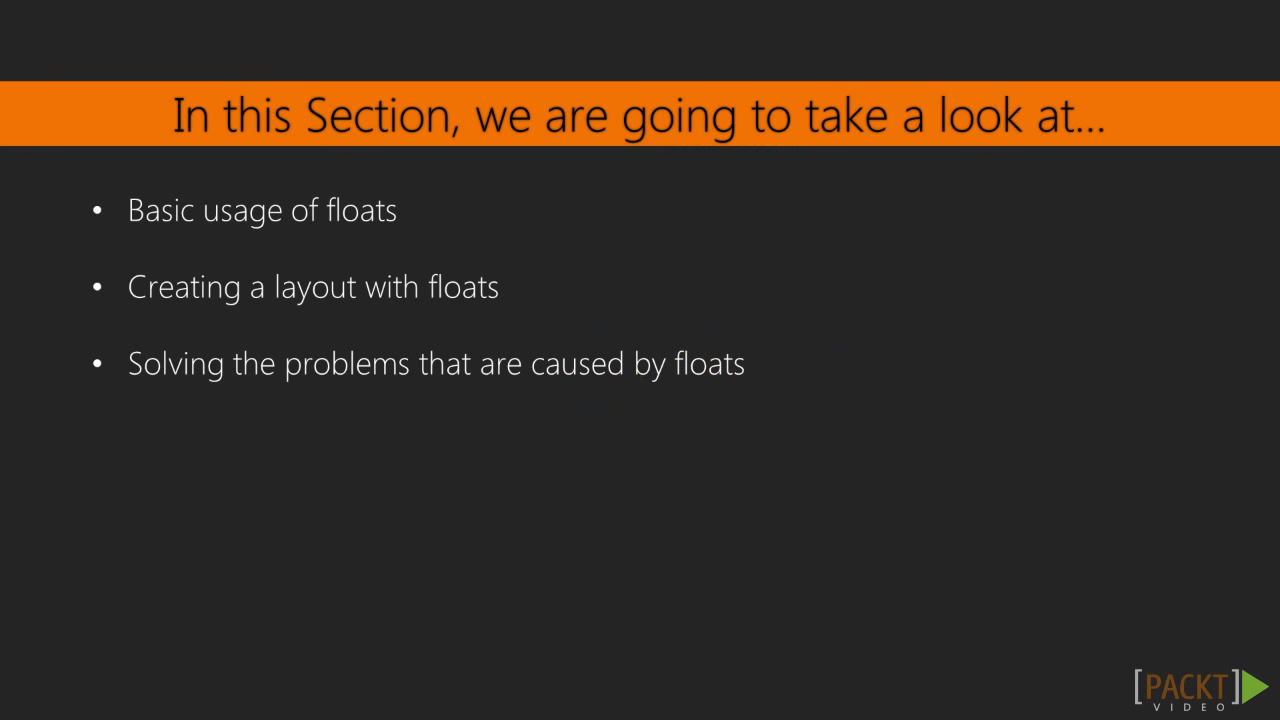 In this Section, we are going to take a look at...
• Basic usage of floats
• Creating a layout with floats
• Solving the problems that are caused by floats
[PACKT]
VIDEO